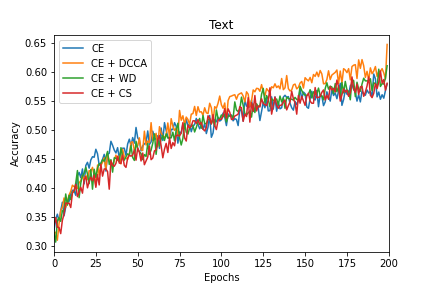 Text
CE
CE + DCCA
CE + WD
CE + CS
Accuracy
0.65
0.60
0.55
0.50
0.45
0.40
0.35
0.30
0 25 50 75 100 125 150 175 200
Epochs